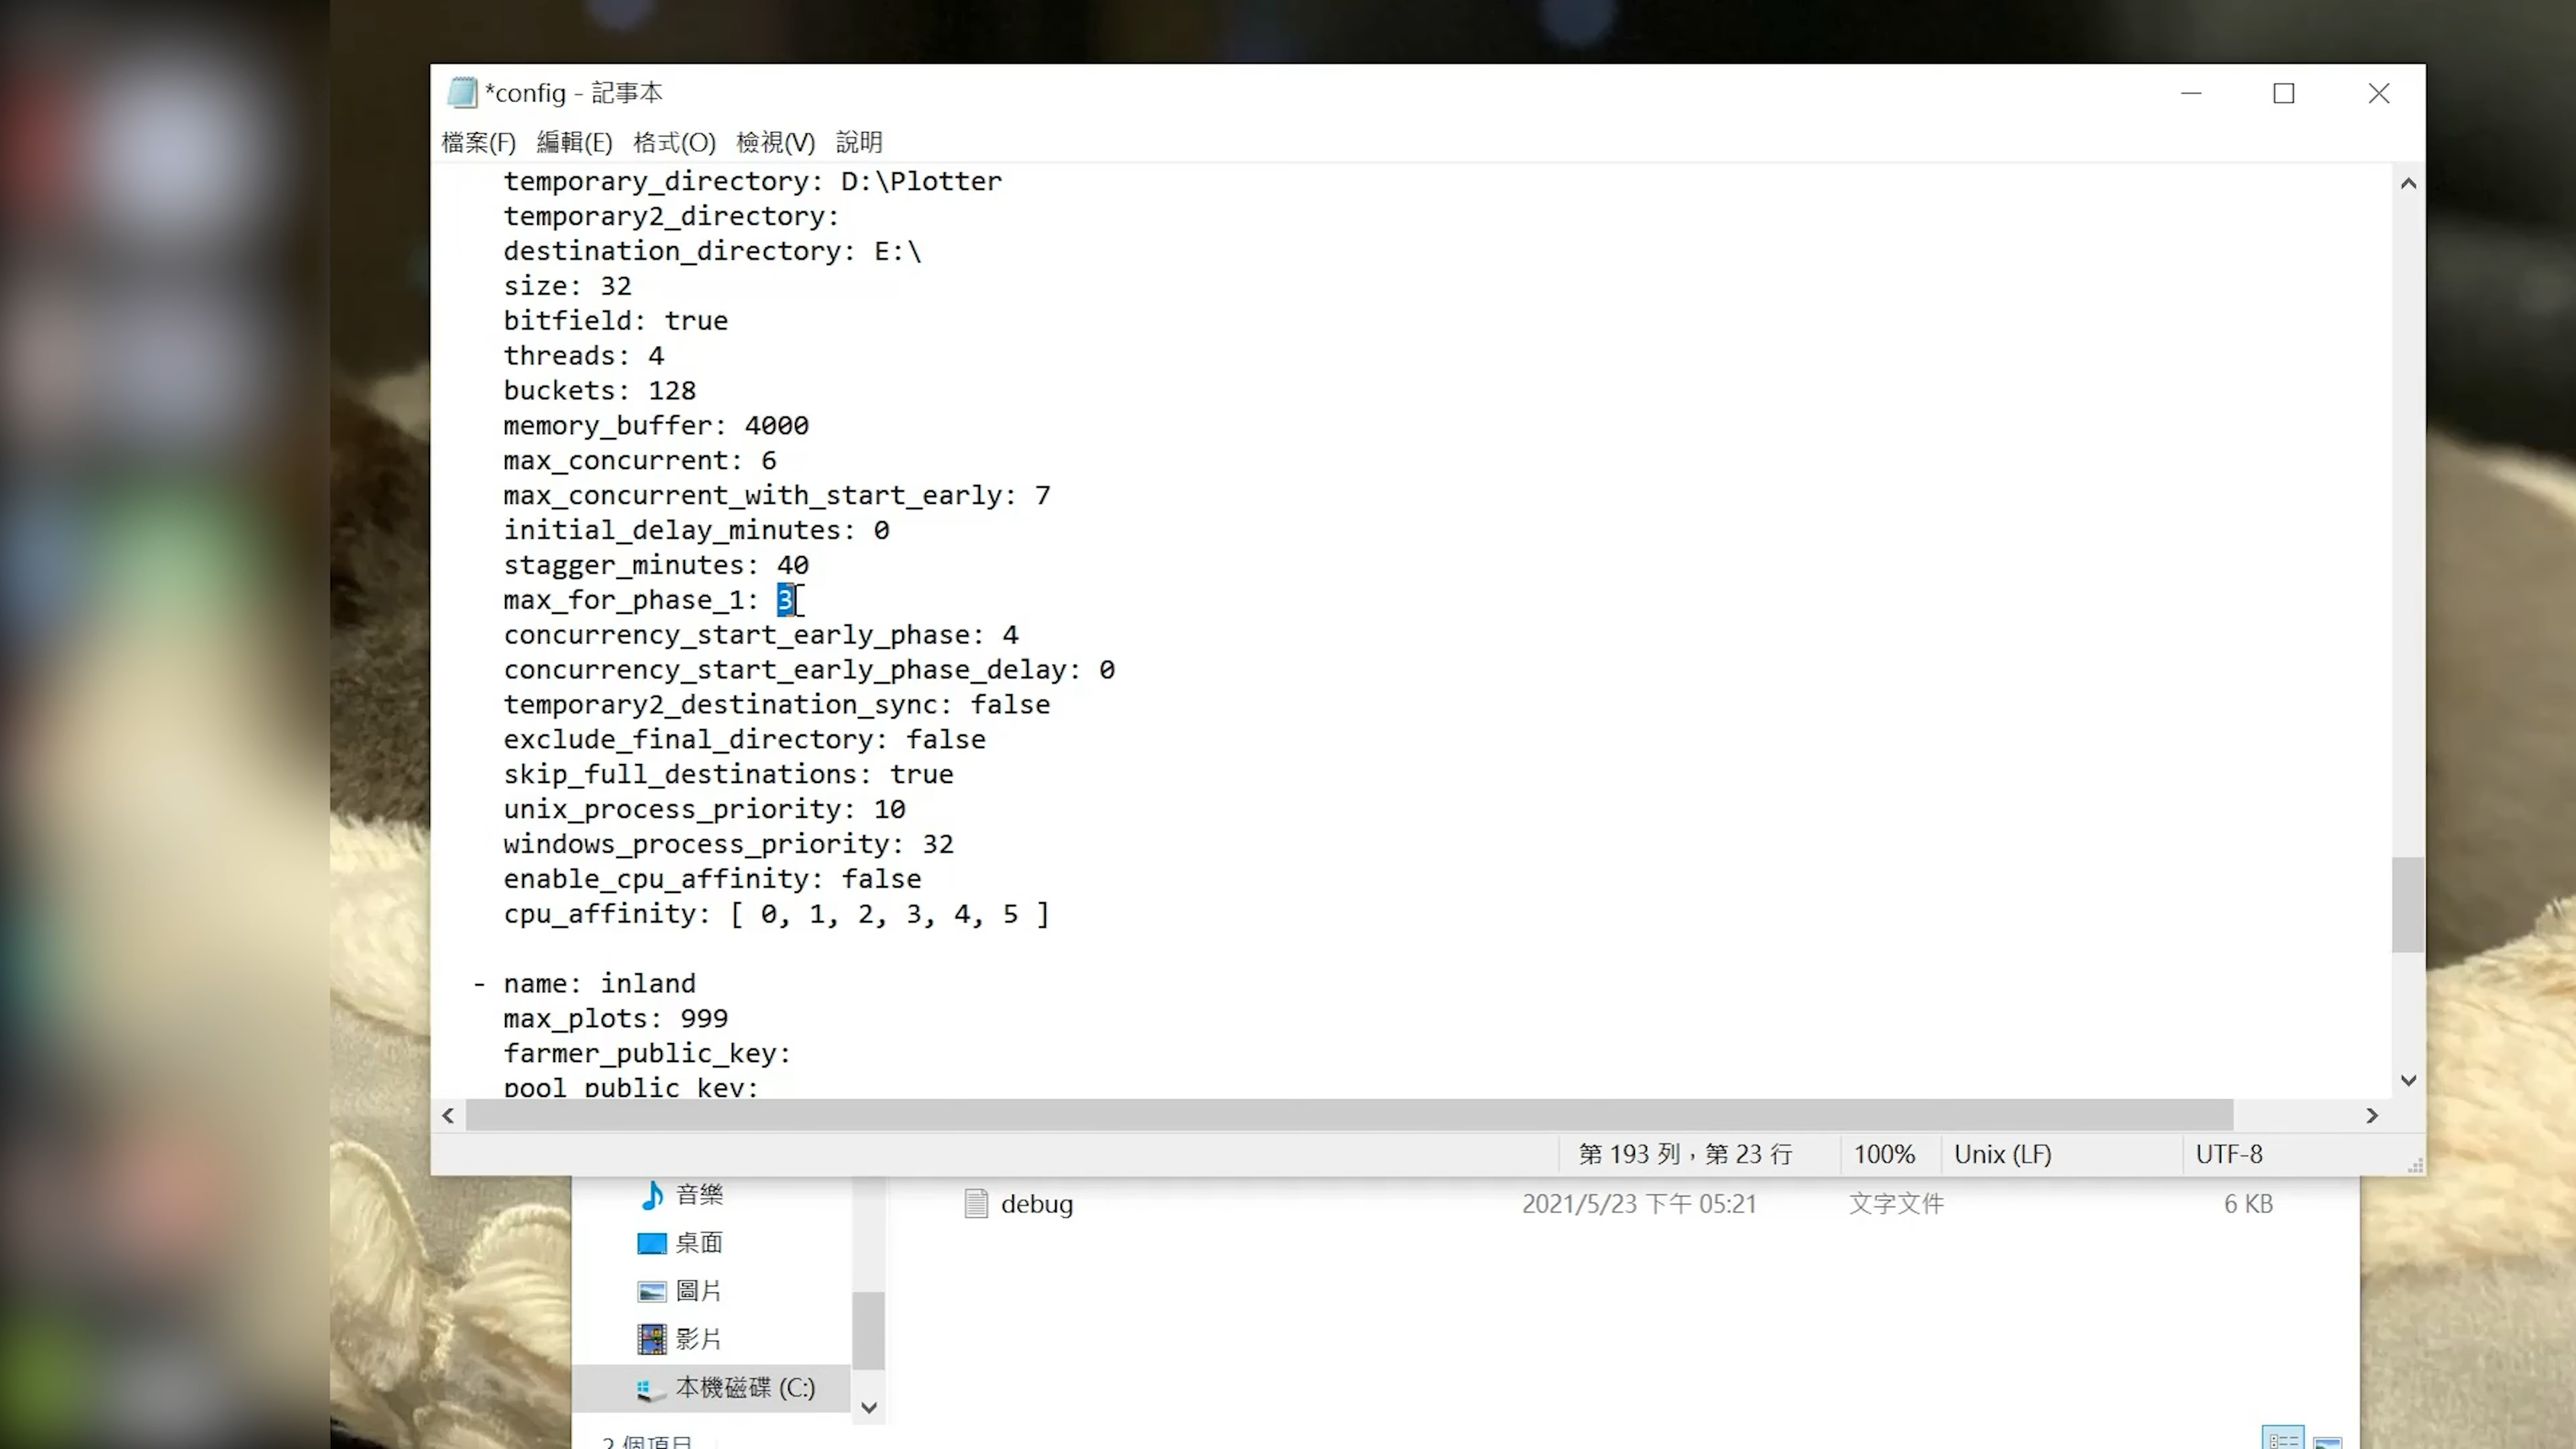 *config - 記事本
檔案(F) 編輯(E) 格式(O) 檢視(V) 說明
temporary_directory: D:\Plotter
temporary2_directory:
destination_directory: E:\
size: 32
bitfield: true
threads: 4
buckets: 128
memory_buffer: 4000
max_concurrent: 6
max_concurrent_with_start_early: 7
initial_delay_minutes: 0
stagger_minutes: 40
max_for_phase_1: 3
concurrency_start_early_phase: 4
concurrency_start_early_phase_delay: 0
temporary2_destination_sync: false
exclude_final_directory: false
skip_full_destinations: true
unix_process_priority: 10
windows_process_priority: 32
enable_cpu_affinity: false
cpu_affinity: [ 0, 1, 2, 3, 4, 5 ]
- name: inland
max_plots: 999
farmer_public_key:
pool_public_key:
第 193 列，第 23 行 100% Unix (LF) UTF-8
音樂
debug 2021/5/23 下午 05:21 文字文件 6 KB
桌面
圖片
影片
本機磁碟 (C:)
2 個項目